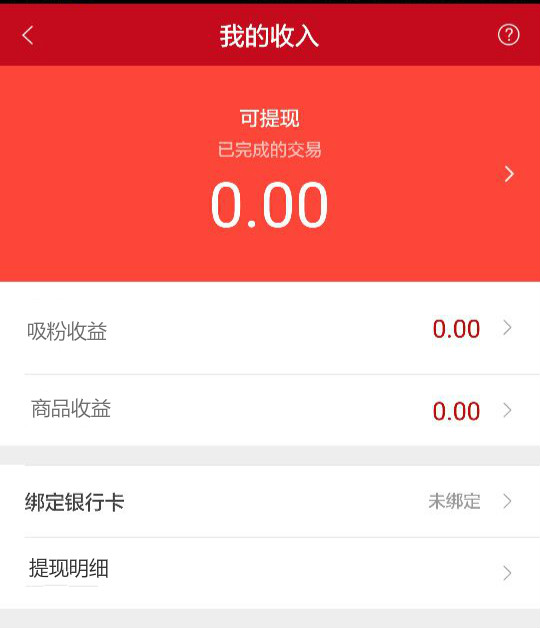 我的收入
可提现
已完成的交易
0.00
吸粉收益 0.00
商品收益 0.00
绑定银行卡 未绑定
提现明细